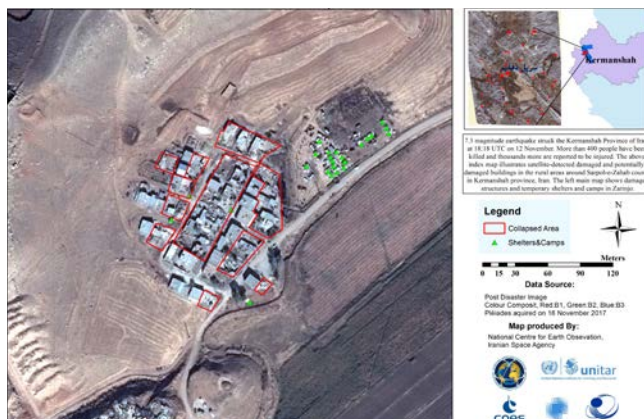 Kermanshah
7.3 magnitude earthquake struck the Kermanshah Province of Iran
at 18:18 UTC on 12 November. More than 400 people have been
killed and thousands more are reported to be injured. The above
index map illustrates satellite-detected damaged and potentially
damaged buildings in the rural areas around Sarpol-e-Zahab county
in Kermanshah province, Iran. The left main map shows damaged
structures and temporary shelters and camps in
Legend
Collapsed Area
Shelters&Camps
N
Meters
0 15 30 60 90 120
Data Source:
Post Disaster Image
Colour Composit, Red:B1, Green:B2, Blue:B3
Pléiades aquired on 16 November 2017
Map produced By:
National Centre for Earth Obsevation,
Iranian Space Agency
unitar